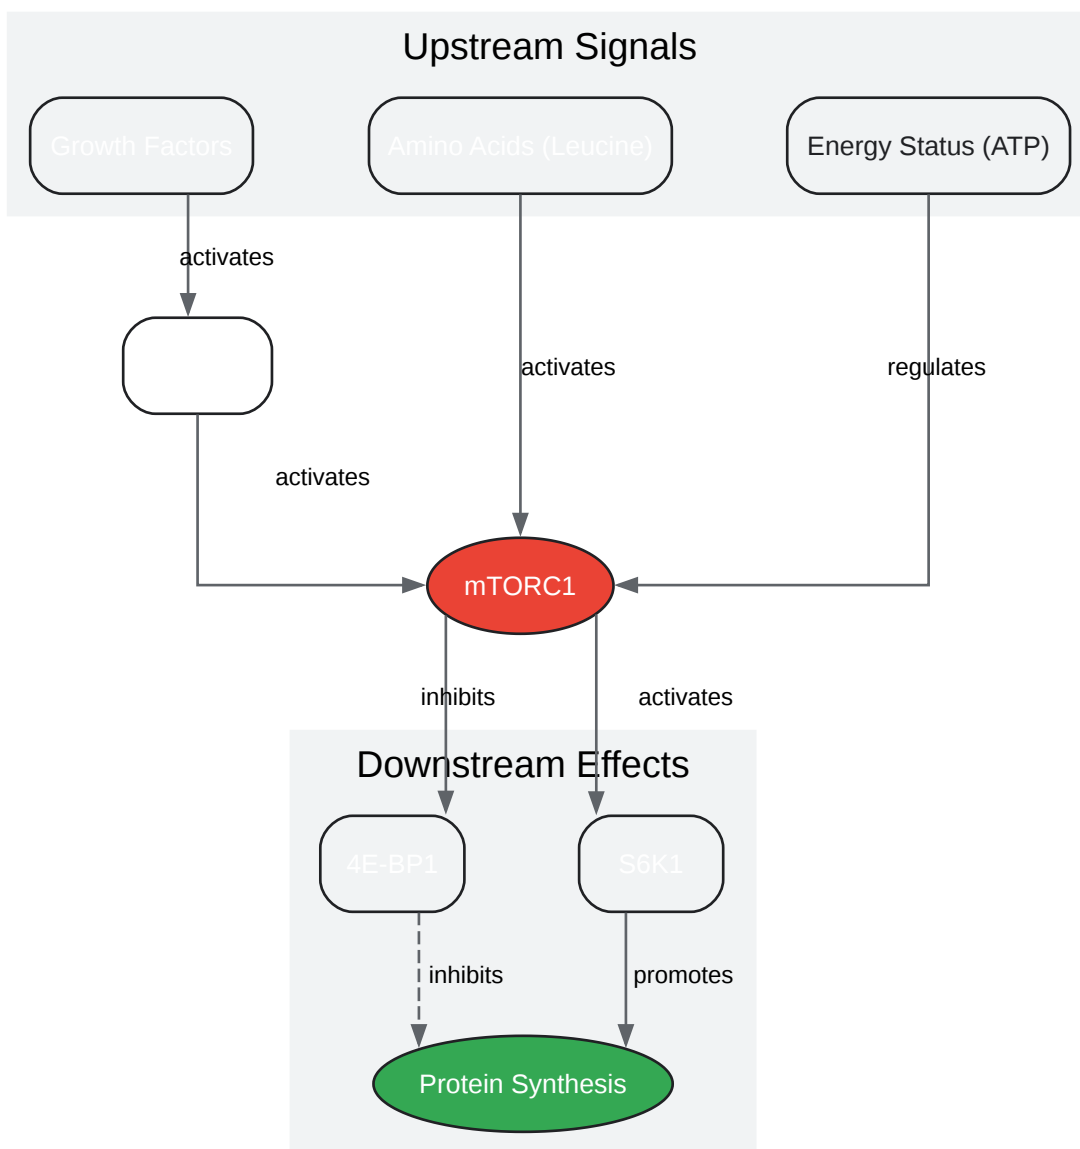 Upstream Signals
Growth Factors
Amino Acids (Leucine)
Energy Status (ATP)
activates
activates
regulates
activates
mTORC1
inhibits
activates
Downstream Effects
4E-BP1
S6K1
inhibits
promotes
Protein Synthesis